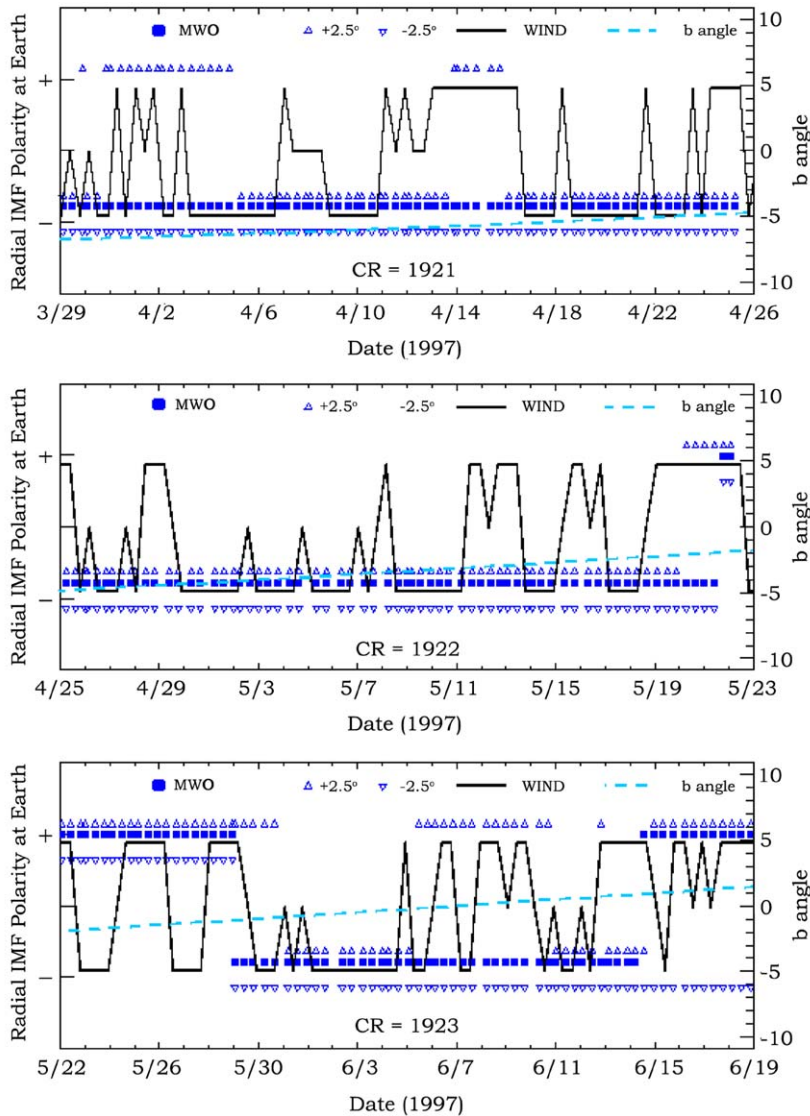 MWO +2.5° -2.5° WIND b angle
Radial IMF Polarity at Earth
+
−
10
5
0
-5
-10
b angle
CR = 1921
3/29 4/2 4/6 4/10 4/14 4/18 4/22 4/26
Date (1997)
MWO +2.5° -2.5° WIND b angle
Radial IMF Polarity at Earth
+
−
10
5
0
-5
-10
b angle
CR = 1922
4/25 4/29 5/3 5/7 5/11 5/15 5/19 5/23
Date (1997)
MWO +2.5° -2.5° WIND b angle
Radial IMF Polarity at Earth
+
−
10
5
0
-5
-10
b angle
CR = 1923
5/22 5/26 5/30 6/3 6/7 6/11 6/15 6/19
Date (1997)